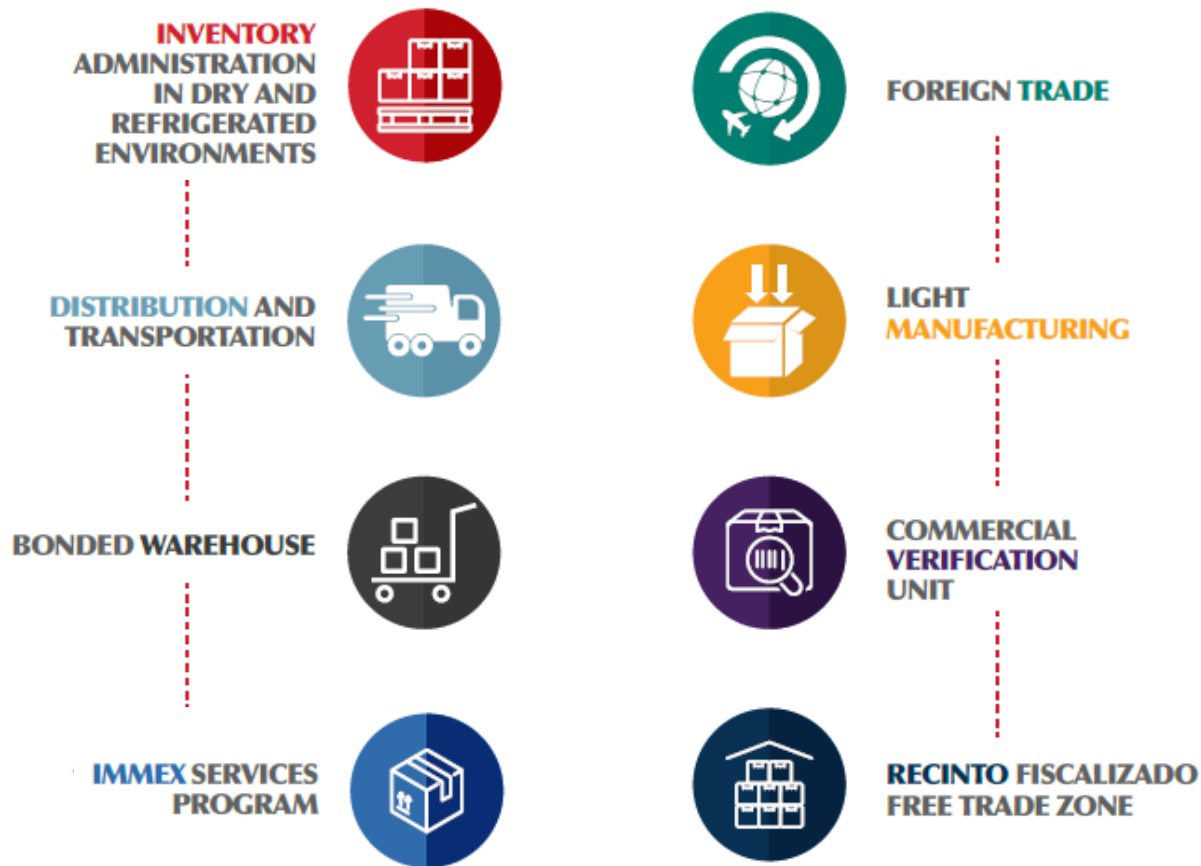 INVENTORY
ADMINISTRATION
IN DRY AND
REFRIGERATED
ENVIRONMENTS
DISTRIBUTION AND
TRANSPORTATION
BONDED WAREHOUSE
IMMEX SERVICES
PROGRAM
FOREIGN TRADE
LIGHT
MANUFACTURING
COMMERCIAL
VERIFICATION
UNIT
RECINTO FISCALIZADO
FREE TRADE ZONE